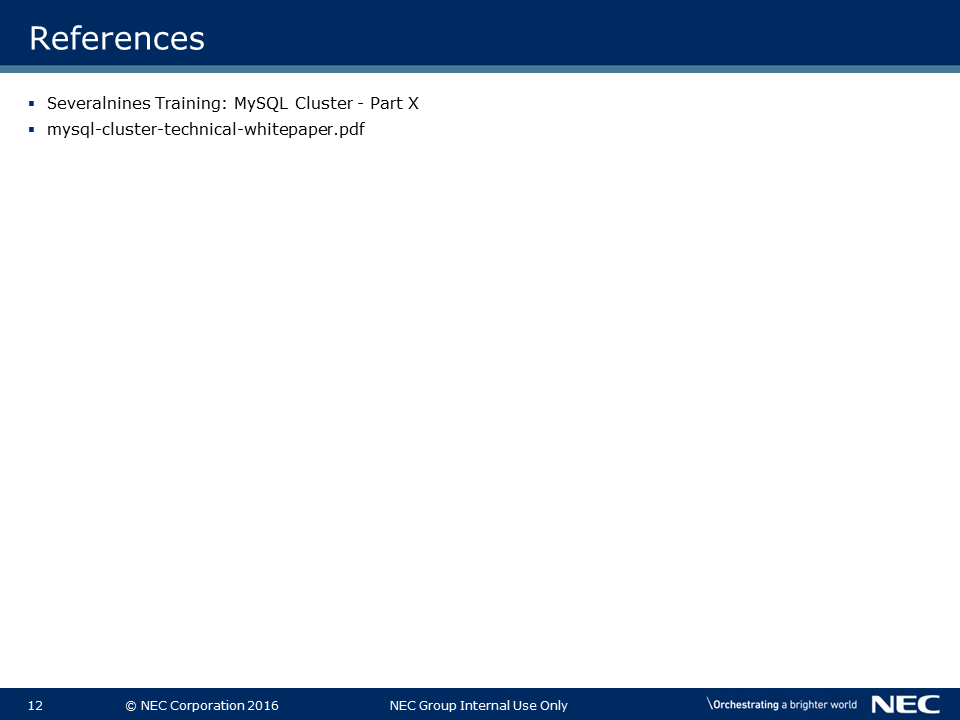 References
▪ Severalnines Training: MySQL Cluster - Part X
▪ mysql-cluster-technical-whitepaper.pdf
12 © NEC Corporation 2016 NEC Group Internal Use Only \Orchestrating a brighter world NEC